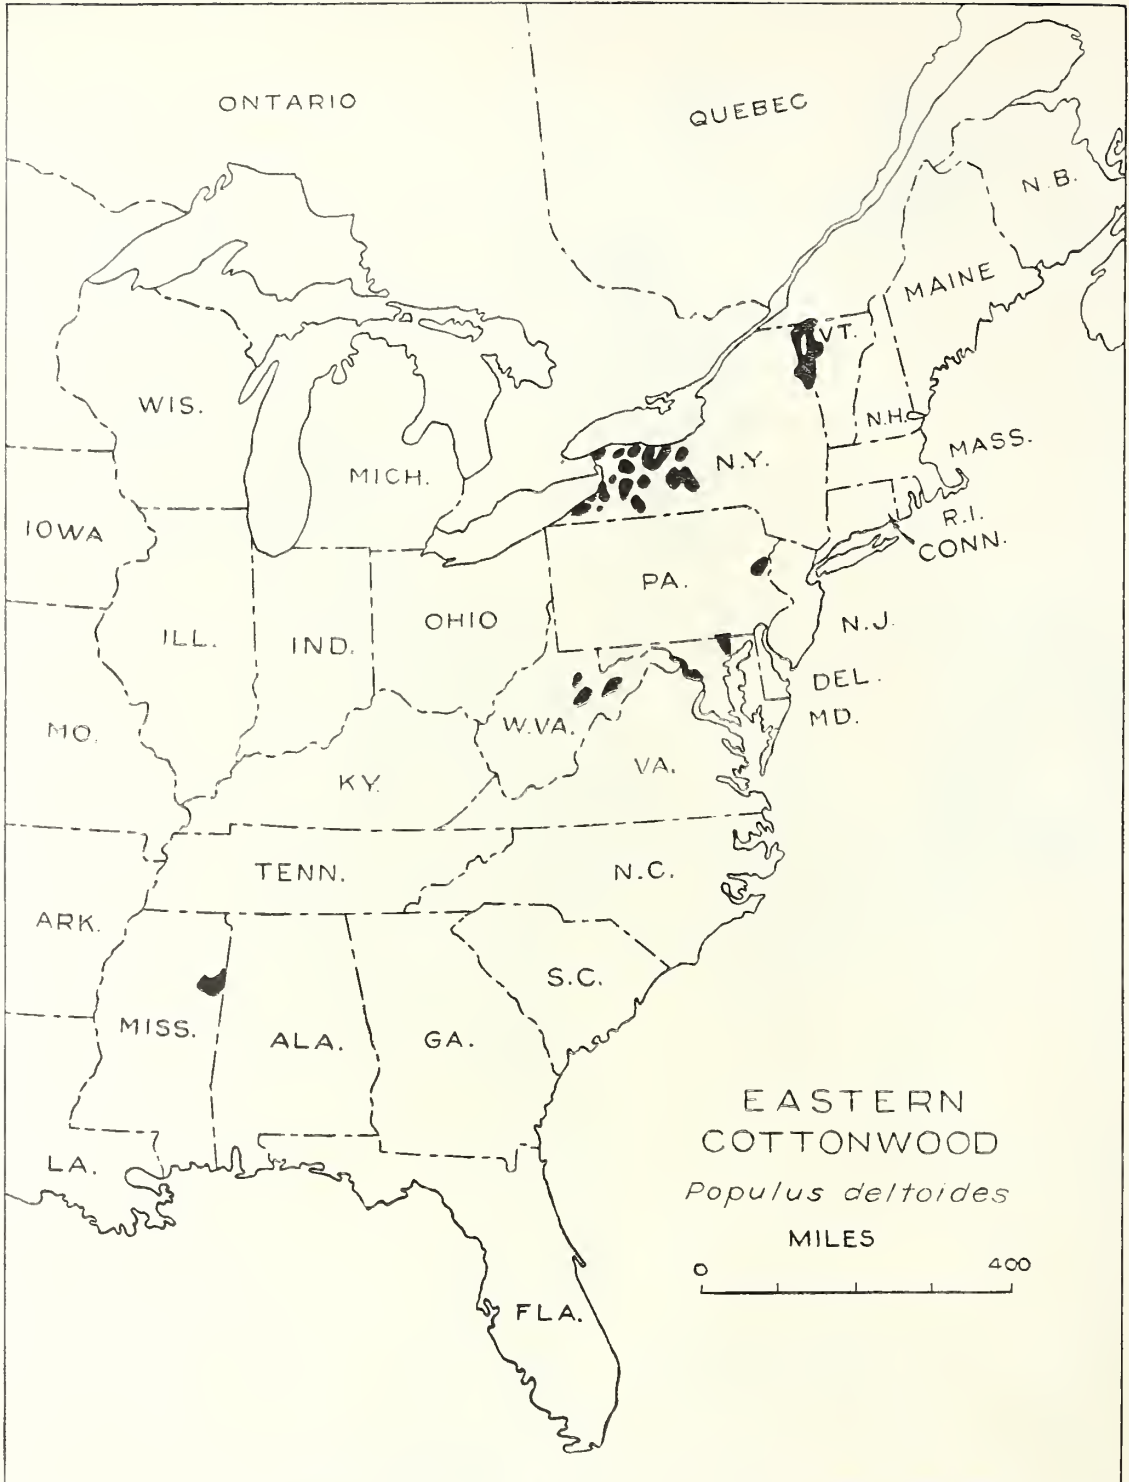 ONTARIO
QUEBEC
N.B.
MAINE
VT.
WIS.
N.H.
MASS.
MICH.
N.Y.
IOWA
R.I.
CONN.
PA.
OHIO
N.J.
ILL.
IND.
DEL.
MD.
W.VA.
MO.
VA.
KY.
TENN.
N.C.
ARK.
S.C.
MISS.
ALA.
GA.
EASTERN
COTTONWOOD
Populus deltoides
LA.
MILES
0 400
FLA.